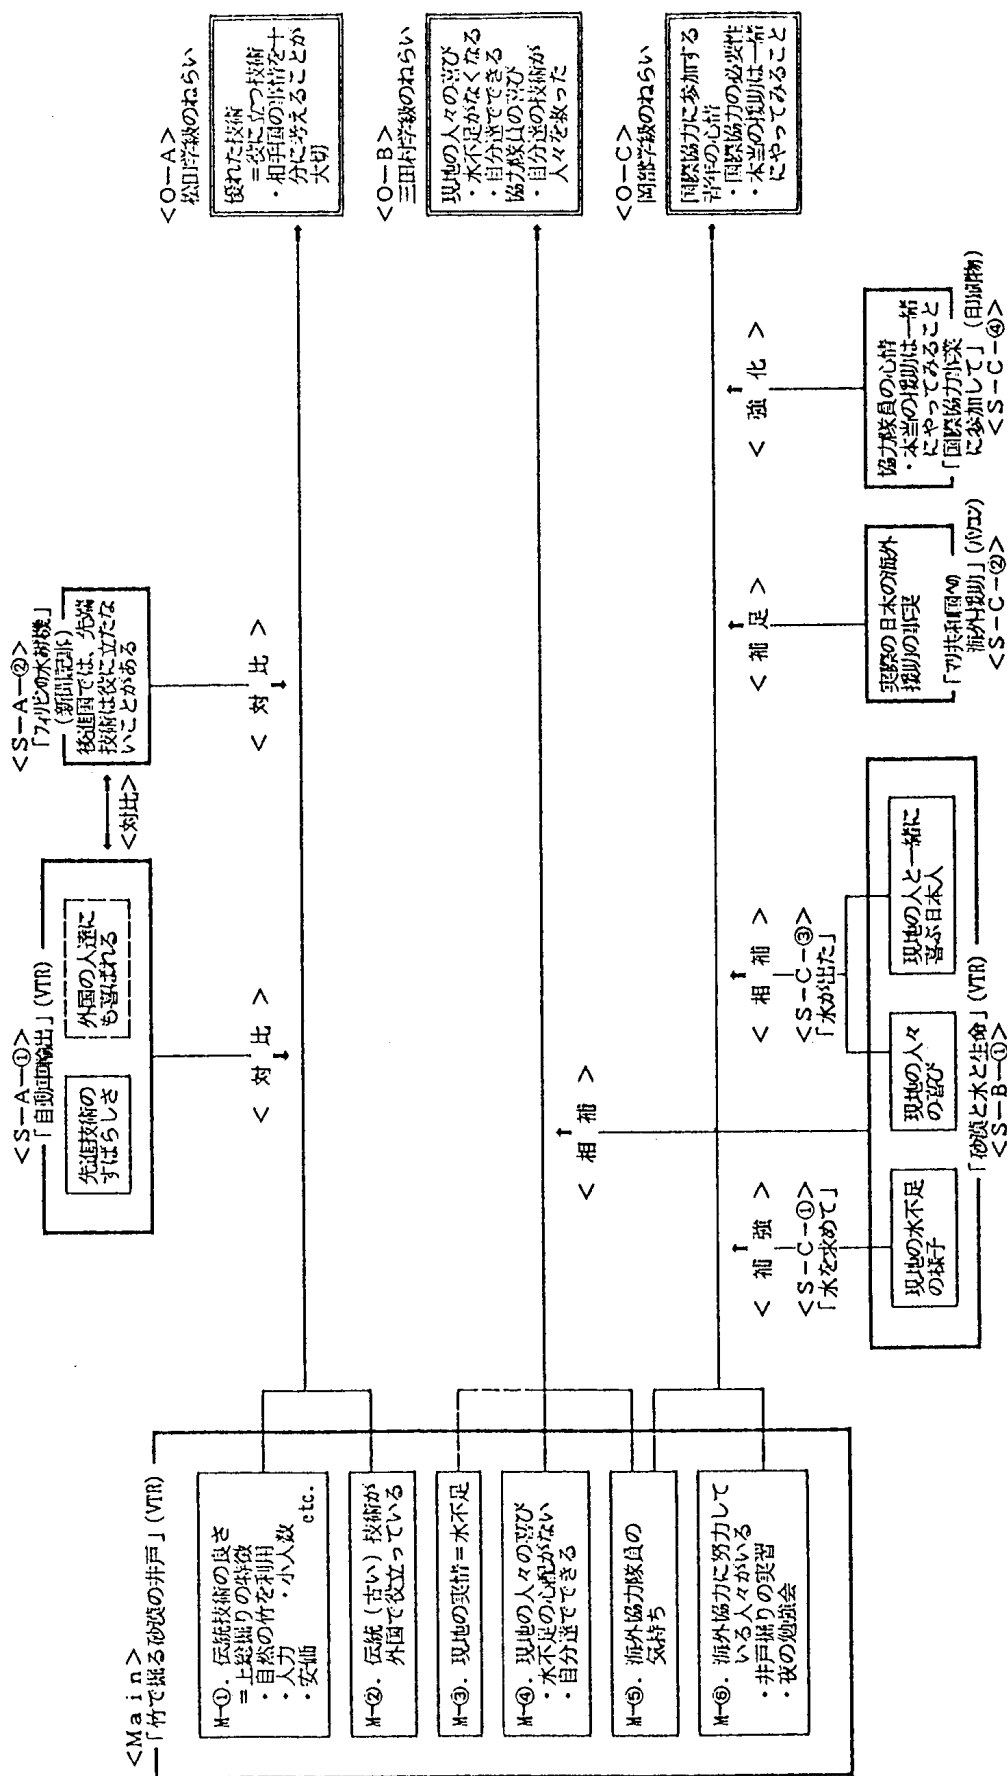 <Main>
「竹で掘る砂漠の井戸」(VTR)
M-①. 伝統技術の良さ
=上総掘りの特徴
・自然の竹を利用
・人力 ・小人数
・安価 etc.
M-②. 伝統(古い)技術が
外国で役立っている
M-③. 現地の実情=水不足
M-④. 現地の人々の喜び
・水不足の心配がない
・自分達でできる
M-⑤. 海外協力隊員の
気持ち
M-⑥. 海外協力に努力して
いる人々がいる
・井戸掘りの実習
・夜の勉強会
<S-A-①>
「自動車輸出」(VTR)
先進技術の
すばらしさ
外国の人達に
も喜ばれる
<対比>
<S-A-②>
「フィリピンの水耕機」
(新聞記事)
後進国では、先端
技術は役に立たな
いことがある
<対比>
<対比>
<O-A>
松田学級のねらい
優れた技術
=役に立つ技術
・相手国の事情を十
分に考えることが
大切
<相補>
<O-B>
三田村学級のねらい
現地の人々の喜び
・水不足がなくなる
・自分達でできる
協力隊員の喜び
・自分達の技術が
人々を救った
<補強>
<S-C-①>
「水を求めて」
<相補>
<S-C-③>
「水が出た」
<補足>
<強化>
<O-C>
岡部学級のねらい
国際協力に参加する
青年の心情
・国際協力の必要性
・本当の援助は一緒
にやってみること
現地の水不足
の様子
現地の人々
の喜び
現地の人と一緒に
喜ぶ日本人
「砂漠と水と生命」(VTR)
<S-B-①>
実際の日本の海外
援助の事実
「マリ共和国への
海外援助」(パソコン)
<S-C-②>
協力隊員の心情
・本当の援助は一緒
にやってみること
「国際協力事業
に参加して」(印刷物)
<S-C-④>